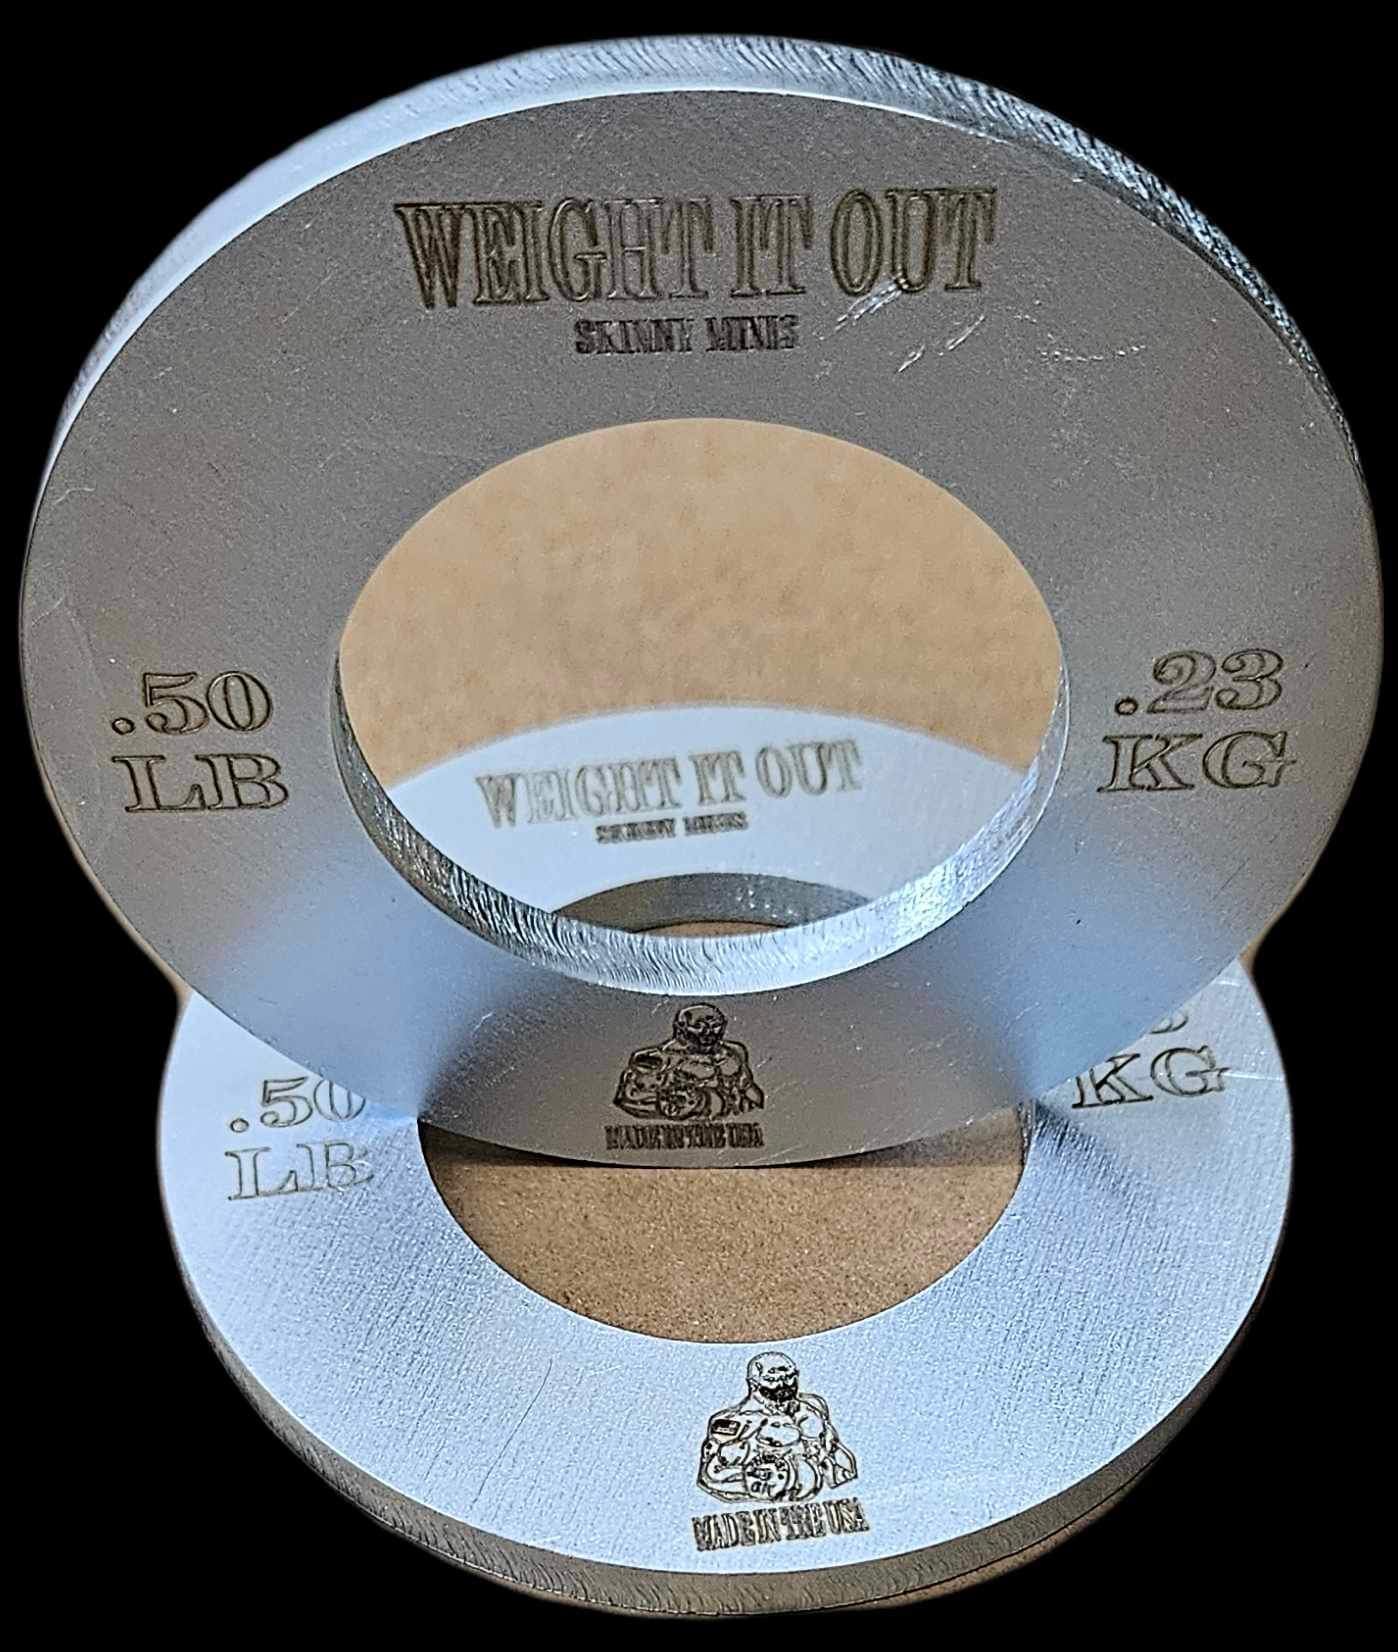 WEIGHT IT OUT
SKINNY MINIS
.50
LB
.23
KG
WEIGHT IT OUT
SKINNY MINIS
MADE IN THE USA
.50
LB
KG
MADE IN THE USA